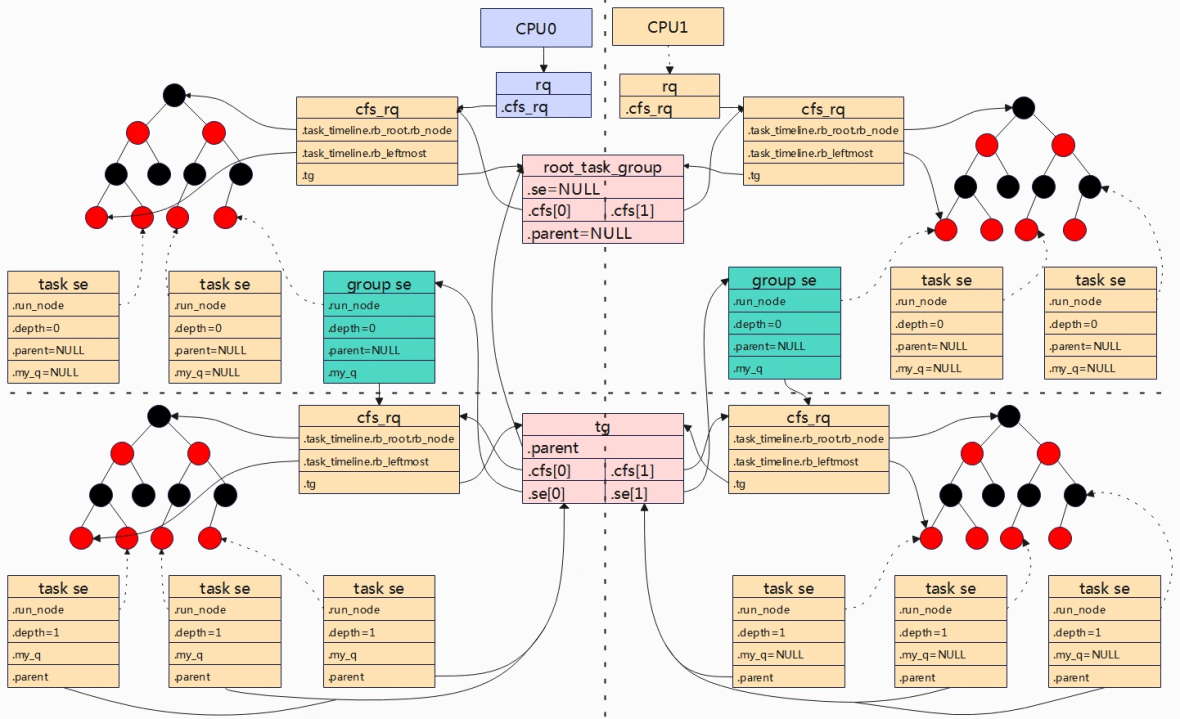 CPU0
CPU1
rq
.cfs_rq
rq
.cfs_rq
cfs_rq
.task_timeline.rb_root.rb_node
.task_timeline.rb_leftmost
.tg
root_task_group
.se=NULL
.cfs[0] .cfs[1]
.parent=NULL
cfs_rq
.task_timeline.rb_root.rb_node
.task_timeline.rb_leftmost
.tg
task se
.run_node
.depth=0
.parent=NULL
.my_q=NULL
task se
.run_node
.depth=0
.parent=NULL
.my_q=NULL
group se
.run_node
.depth=0
.parent=NULL
.my_q
group se
.run_node
.depth=0
.parent=NULL
.my_q
task se
.run_node
.depth=0
.parent=NULL
.my_q=NULL
task se
.run_node
.depth=0
.parent=NULL
.my_q=NULL
cfs_rq
.task_timeline.rb_root.rb_node
.task_timeline.rb_leftmost
.tg
tg
.parent
.cfs[0] .cfs[1]
.se[0] .se[1]
cfs_rq
.task_timeline.rb_root.rb_node
.task_timeline.rb_leftmost
.tg
task se
.run_node
.depth=1
.my_q
.parent
task se
.run_node
.depth=1
.my_q
.parent
task se
.run_node
.depth=1
.my_q
.parent
task se
.run_node
.depth=1
.my_q=NULL
.parent
task se
.run_node
.depth=1
.my_q=NULL
.parent
task se
.run_node
.depth=1
.my_q=NULL
.parent